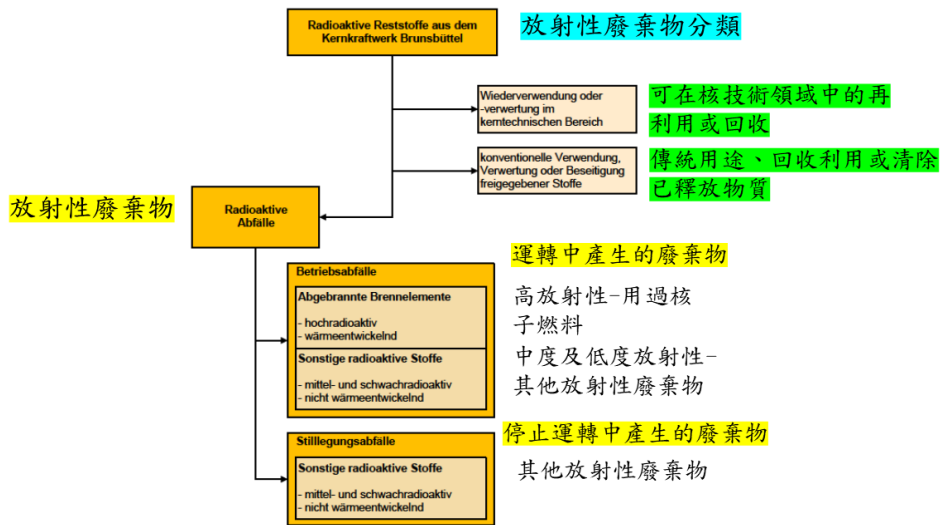 Radioaktive Reststoffe aus dem
Kernkraftwerk Brunsbüttel
放射性廢棄物分類
Wiederverwendung oder
-verwertung im
kerntechnischen Bereich
可在核技術領域中的再
利用或回收
konventionelle Verwendung,
Verwertung oder Beseitigung
freigegebener Stoffe
傳統用途、回收利用或清除
已釋放物質
放射性廢棄物
Radioaktive
Abfälle
Betriebsabfälle
Abgebrannte Brennelemente
- hochradioaktiv
- wärmeentwickelnd
Sonstige radioaktive Stoffe
- mittel- und schwachradioaktiv
- nicht wärmeentwickelnd
運轉中產生的廢棄物
高放射性-用過核
子燃料
中度及低度放射性-
其他放射性廢棄物
Stilllegungsabfälle
Sonstige radioaktive Stoffe
- mittel- und schwachradioaktiv
- nicht wärmeentwickelnd
停止運轉中產生的廢棄物
其他放射性廢棄物